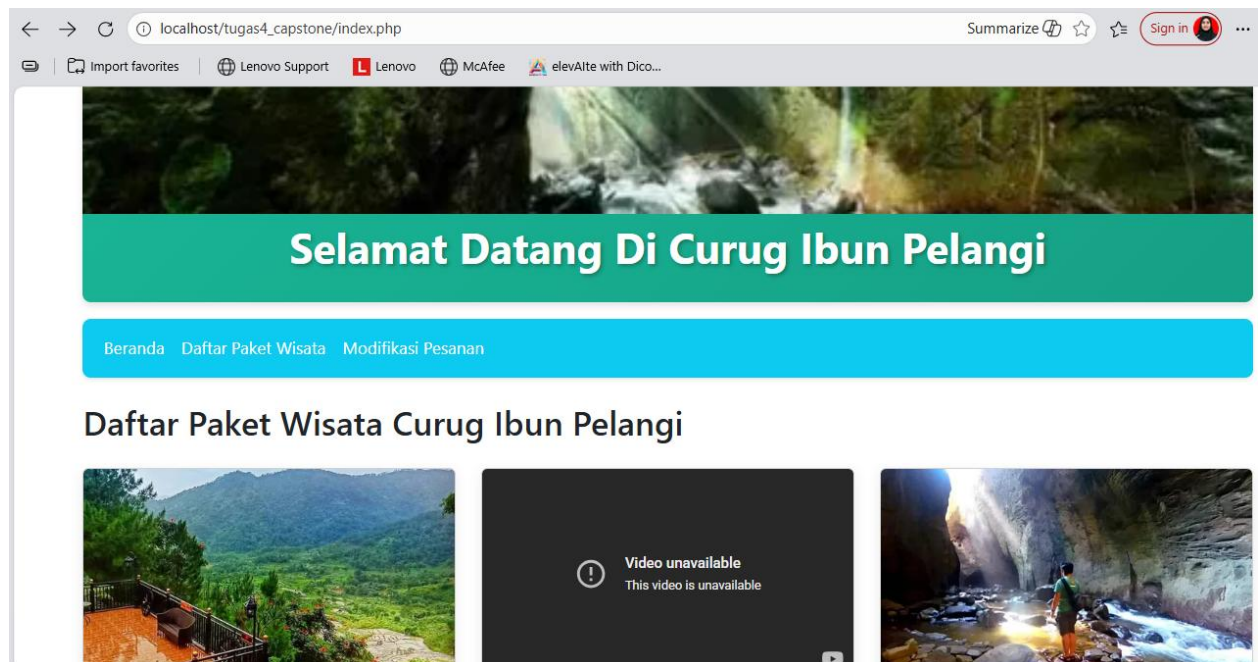 localhost/tugas4_capstone/index.php Summarize Sign in
Import favorites Lenovo Support L Lenovo McAfee elevAIte with Dico...
Selamat Datang Di Curug Ibun Pelangi
Beranda Daftar Paket Wisata Modifikasi Pesanan
Daftar Paket Wisata Curug Ibun Pelangi
Video unavailable
This video is unavailable